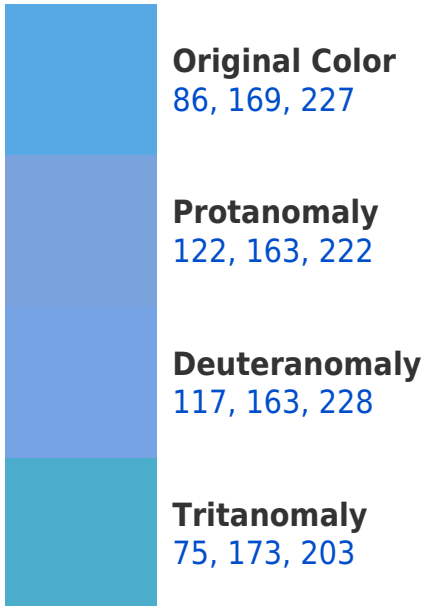 Original Color
86, 169, 227
Protanomaly
122, 163, 222
Deuteranomaly
117, 163, 228
Tritanomaly
75, 173, 203